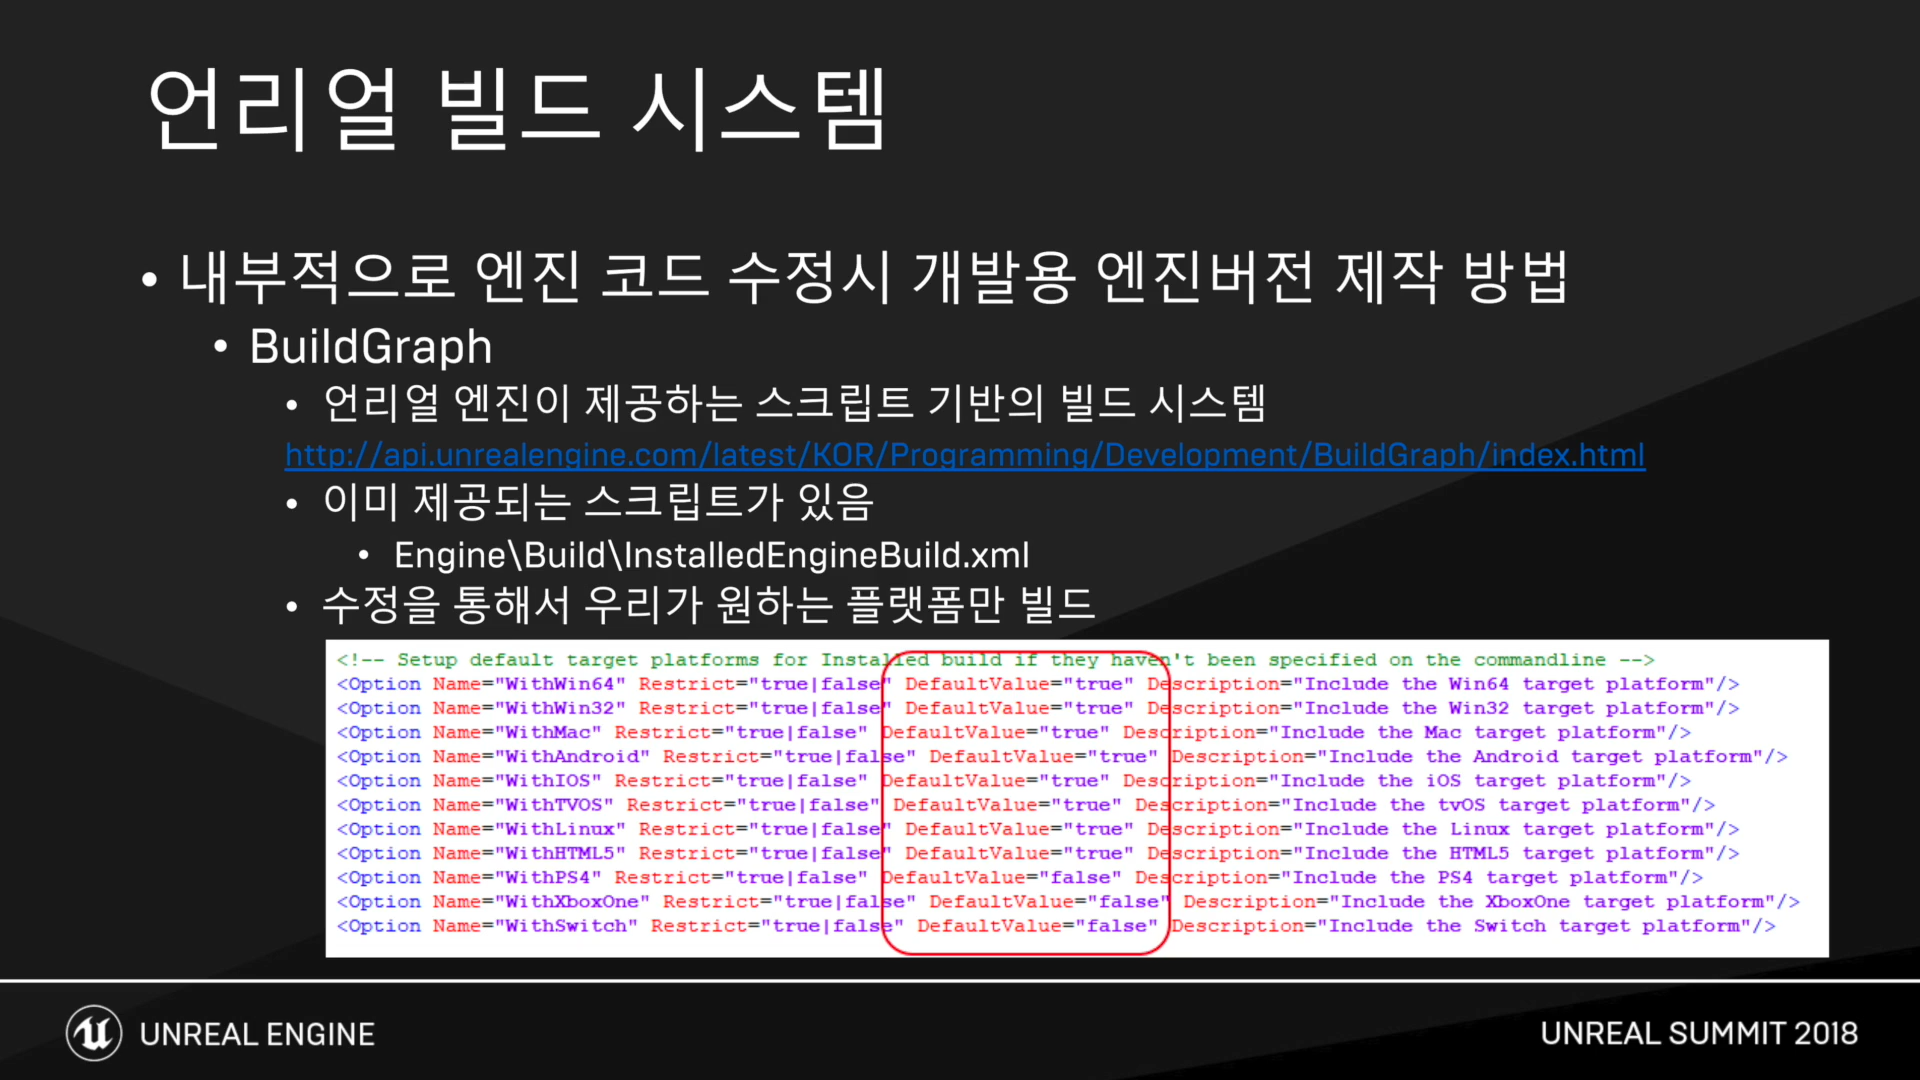 언리얼 빌드 시스템
• 내부적으로 엔진 코드 수정시 개발용 엔진버전 제작 방법
• BuildGraph
• 언리얼 엔진이 제공하는 스크립트 기반의 빌드 시스템
http://api.unrealengine.com/latest/KOR/Programming/Development/BuildGraph/index.html
• 이미 제공되는 스크립트가 있음
• Engine\Build\InstalledEngineBuild.xml
• 수정을 통해서 우리가 원하는 플랫폼만 빌드
<!-- Setup default target platforms for Installed build if they haven't been specified on the commandline -->
<Option Name="WithWin64" Restrict="true|false" DefaultValue="true" Description="Include the Win64 target platform"/>
<Option Name="WithWin32" Restrict="true|false" DefaultValue="true" Description="Include the Win32 target platform"/>
<Option Name="WithMac" Restrict="true|false" DefaultValue="true" Description="Include the Mac target platform"/>
<Option Name="WithAndroid" Restrict="true|false" DefaultValue="true" Description="Include the Android target platform"/>
<Option Name="WithIOS" Restrict="true|false" DefaultValue="true" Description="Include the iOS target platform"/>
<Option Name="WithTVOS" Restrict="true|false" DefaultValue="true" Description="Include the tvOS target platform"/>
<Option Name="WithLinux" Restrict="true|false" DefaultValue="true" Description="Include the Linux target platform"/>
<Option Name="WithHTML5" Restrict="true|false" DefaultValue="true" Description="Include the HTML5 target platform"/>
<Option Name="WithPS4" Restrict="true|false" DefaultValue="false" Description="Include the PS4 target platform"/>
<Option Name="WithXboxOne" Restrict="true|false" DefaultValue="false" Description="Include the XboxOne target platform"/>
<Option Name="WithSwitch" Restrict="true|false" DefaultValue="false" Description="Include the Switch target platform"/>
UNREAL ENGINE
UNREAL SUMMIT 2018